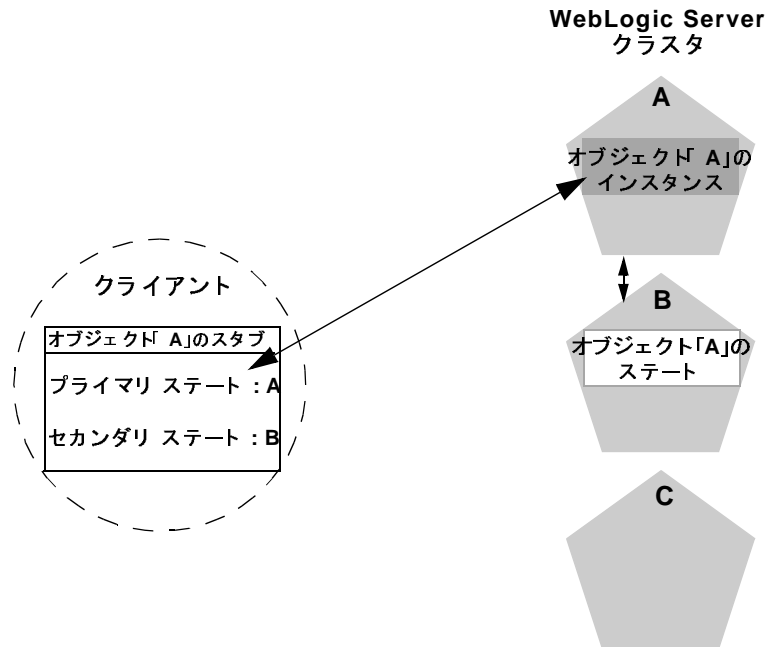 WebLogic Server
クラスタ
A
オブジェクト「A」の
インスタンス
クライアント
オブジェクト「A」のスタブ
プライマリ ステート : A
セカンダリ ステート : B
B
オブジェクト「A」の
ステート
C